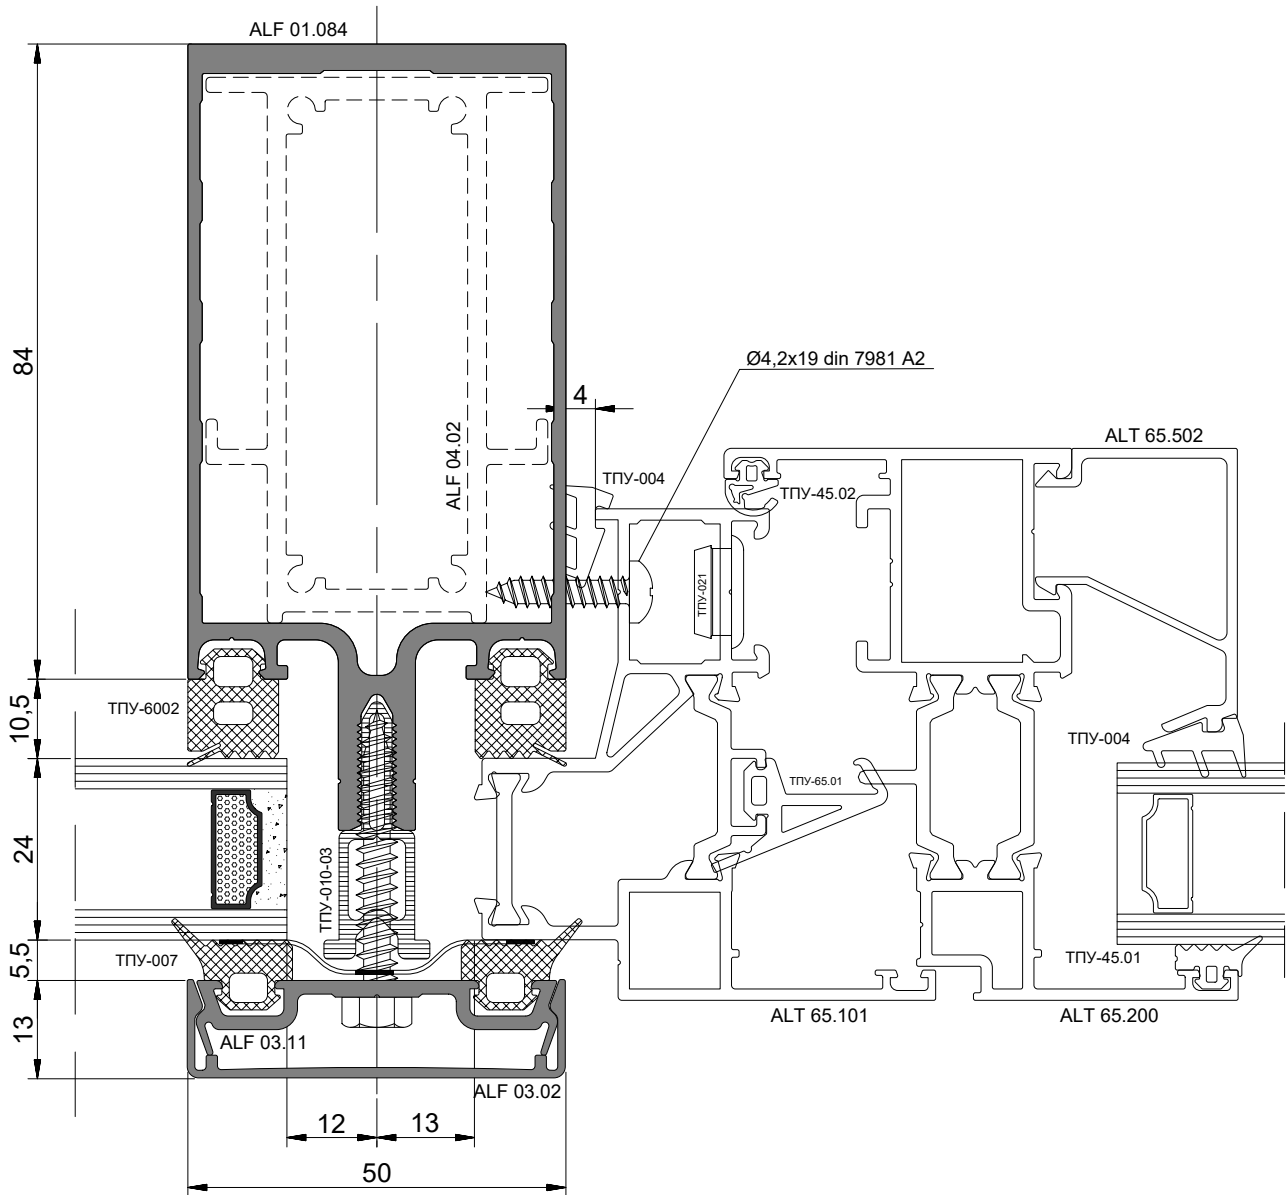 ALF 01.084
84
Ø4,2x19 din 7981 A2
4
ALT 65.502
ALF 04.02
ТПУ-004
ТПУ-45.02
ТПУ-021
10,5
ТПУ-6002
ТПУ-004
ТПУ-65.01
24
ТПУ-010-03
5,5
ТПУ-007
ТПУ-45.01
13
ALF 03.11
ALT 65.101
ALT 65.200
ALF 03.02
12
13
50